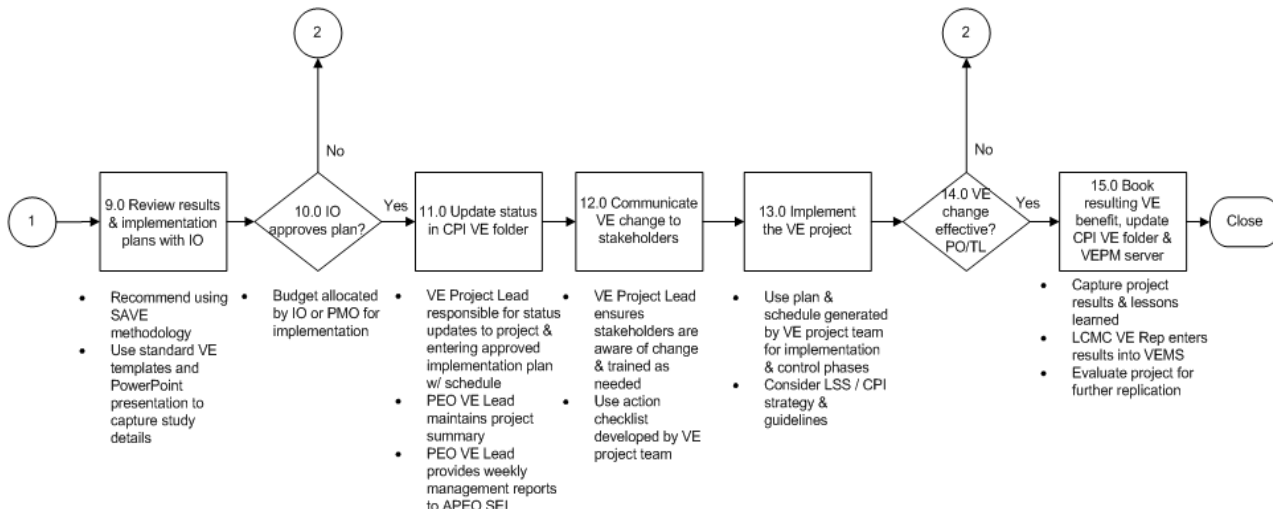 2
2
No
No
1
9.0 Review results
& implementation
plans with IO
10.0 IO
approves plan?
Yes
11.0 Update status
in CPI VE folder
12.0 Communicate
VE change to
stakeholders
13.0 Implement
the VE project
14.0 VE
change
effective?
PO/TL
Yes
15.0 Book
resulting VE
benefit, update
CPI VE folder &
VEPM server
Close
• Recommend using
SAVE
methodology
• Use standard VE
templates and
PowerPoint
presentation to
capture study
details
• Budget allocated
by IO or PMO for
implementation
• VE Project Lead
responsible for status
updates to project &
entering approved
implementation plan
w/ schedule
• PEO VE Lead
maintains project
summary
• PEO VE Lead
provides weekly
management reports
to APEO SEI
• VE Project Lead
ensures
stakeholders are
aware of change
& trained as
needed
• Use action
checklist
developed by VE
project team
• Use plan &
schedule generated
by VE project team
for implementation
& control phases
• Consider LSS / CPI
strategy &
guidelines
• Capture project
results & lessons
learned
• LCMC VE Rep enters
results into VEMS
• Evaluate project for
further replication